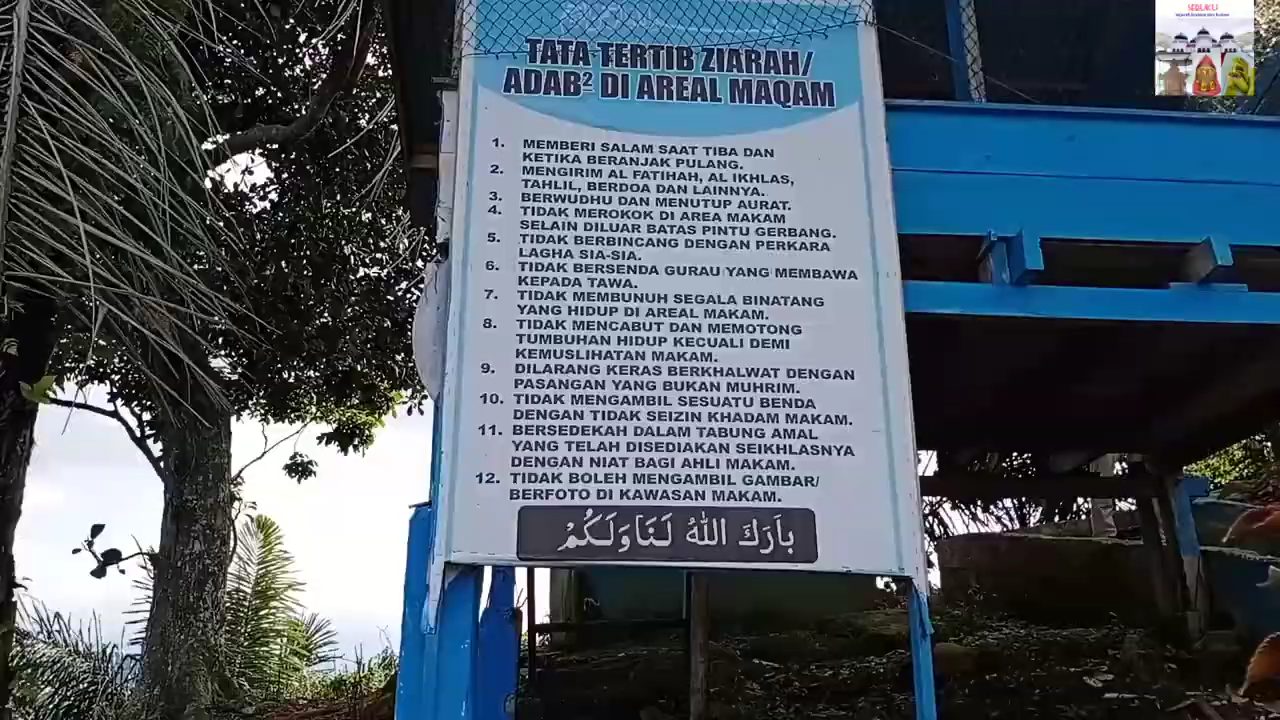 SEDLAKU
TATA TERTIB ZIARAH/
ADAB² DI AREAL MAQAM
1. MEMBERI SALAM SAAT TIBA DAN
KETIKA BERANJAK PULANG.
2. MENGIRIM AL FATIHAH, AL IKHLAS,
TAHLIL, BERDOA DAN LAINNYA.
3. BERWUDHU DAN MENUTUP AURAT.
4. TIDAK MEROKOK DI AREA MAKAM
SELAIN DILUAR BATAS PINTU GERBANG.
5. TIDAK BERBINCANG DENGAN PERKARA
LAGHA SIA-SIA.
6. TIDAK BERSENDA GURAU YANG MEMBAWA
KEPADA TAWA.
7. TIDAK MEMBUNUH SEGALA BINATANG
YANG HIDUP DI AREAL MAKAM.
8. TIDAK MENCABUT DAN MEMOTONG
TUMBUHAN HIDUP KECUALI DEMI
KEMUSLIHATAN MAKAM.
9. DILARANG KERAS BERKHALWAT DENGAN
PASANGAN YANG BUKAN MUHRIM.
10. TIDAK MENGAMBIL SESUATU BENDA
DENGAN TIDAK SEIZIN KHADAM MAKAM.
11. BERSEDEKAH DALAM TABUNG AMAL
YANG TELAH DISEDIAKAN SEIKHLASNYA
DENGAN NIAT BAGI AHLI MAKAM.
12. TIDAK BOLEH MENGAMBIL GAMBAR/
BERFOTO DI KAWASAN MAKAM.
بَارَكَ اللهُ لَنَا وَلَكُمْ